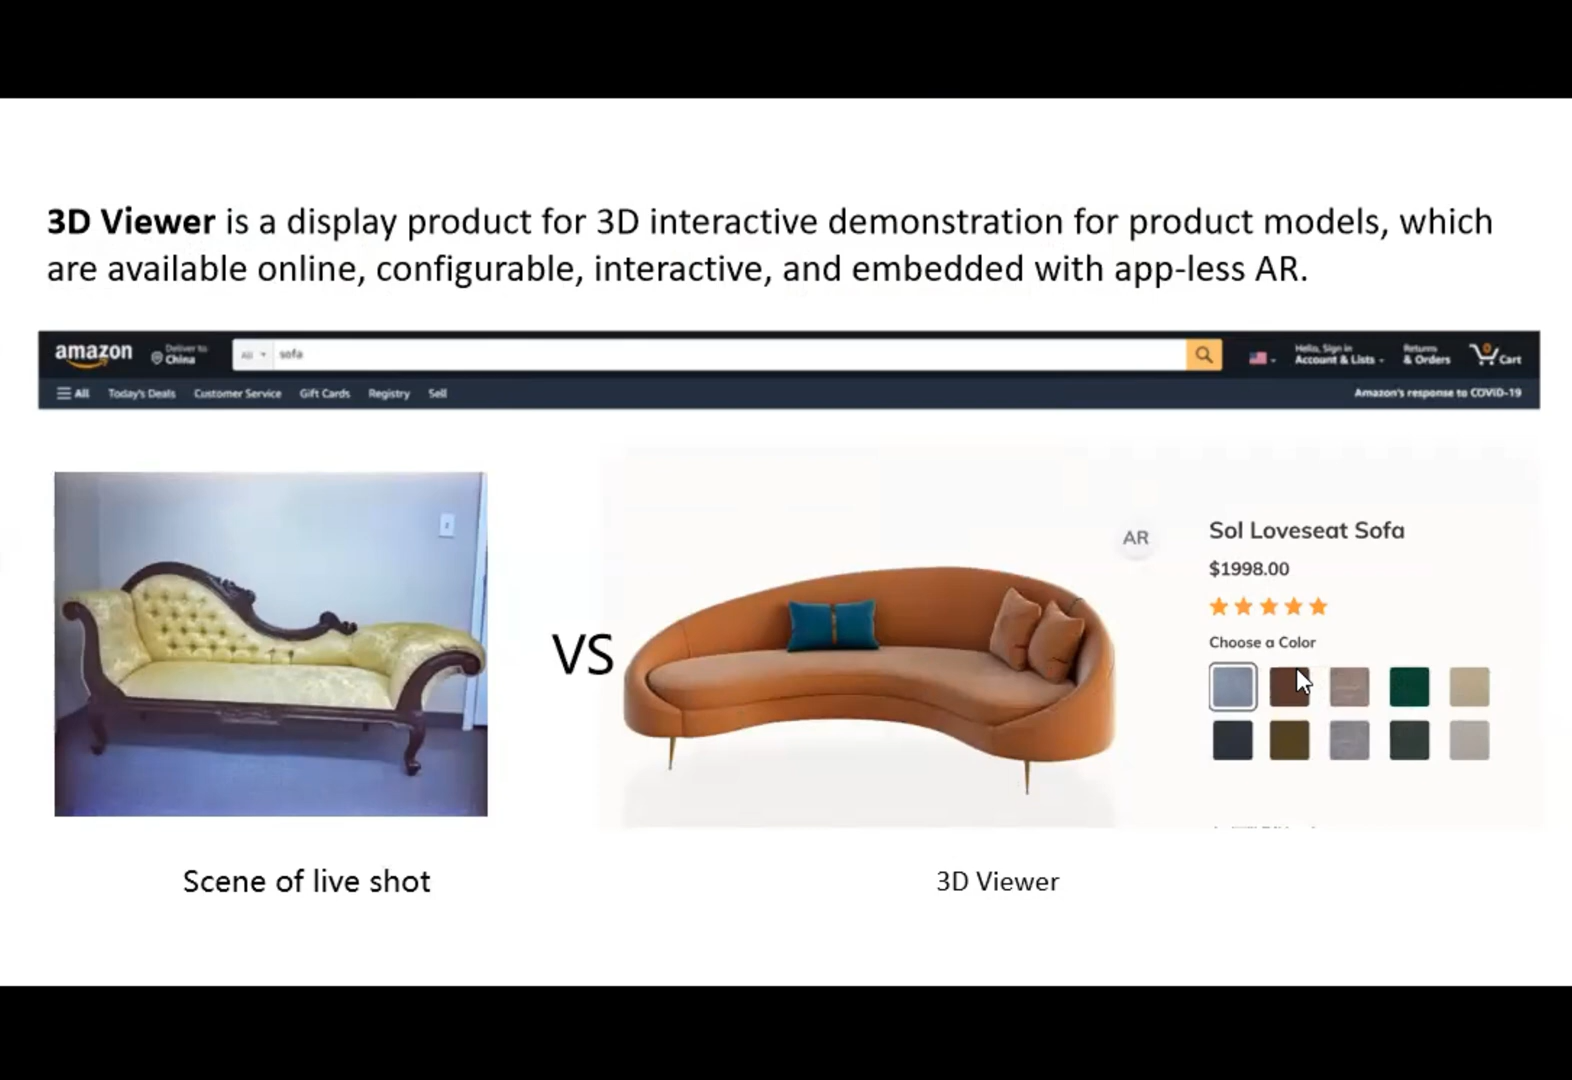 3D Viewer is a display product for 3D interactive demonstration for product models, which
are available online, configurable, interactive, and embedded with app-less AR.
amazon
Deliver to
China
All
sofa
Hello, Sign in
Account & Lists
Returns
& Orders
0
Cart
All Today's Deals Customer Service Gift Cards Registry Sell
Amazon's response to COVID-19
VS
AR
Sol Loveseat Sofa
$1998.00
Choose a Color
Scene of live shot
3D Viewer